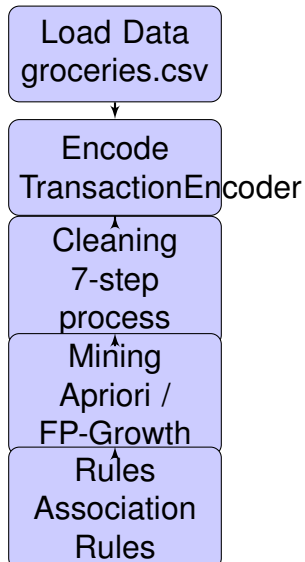 Load Data
groceries.csv
Encode
TransactionEncoder
Cleaning
7-step
process
Mining
Apriori /
FP-Growth
Rules
Association
Rules